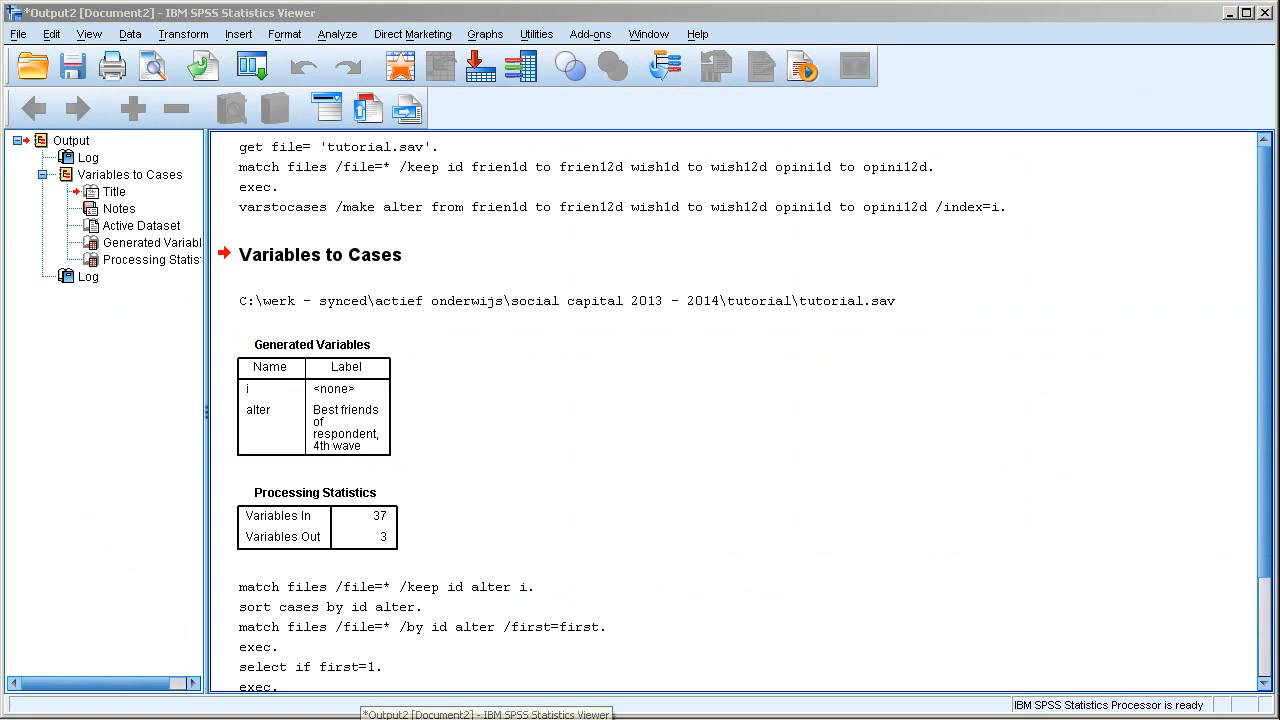 *Output2 [Document2] - IBM SPSS Statistics Viewer
File Edit View Data Transform Insert Format Analyze Direct Marketing Graphs Utilities Add-ons Window Help
Output
Log
Variables to Cases
Title
Notes
Active Dataset
Generated Variabl
Processing Statis
Log
get file= 'tutorial.sav'.
match files /file=* /keep id frien1d to frien12d wish1d to wish12d opini1d to opini12d.
exec.
varstocases /make alter from frien1d to frien12d wish1d to wish12d opini1d to opini12d /index=i.
Variables to Cases
C:\werk - synced\actief onderwijs\social capital 2013 - 2014\tutorial\tutorial.sav
Generated Variables
Name Label
i <none>
alter Best friends
of
respondent,
4th wave
Processing Statistics
Variables In 37
Variables Out 3
match files /file=* /keep id alter i.
sort cases by id alter.
match files /file=* /by id alter /first=first.
exec.
select if first=1.
exec.
IBM SPSS Statistics Processor is ready
*Output2 [Document2] - IBM SPSS Statistics Viewer